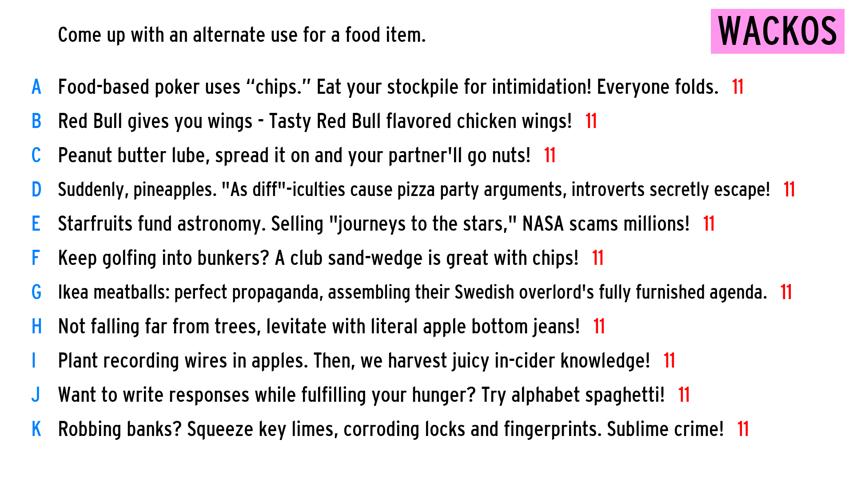 Come up with an alternate use for a food item.
WACKOS
A Food-based poker uses “chips.” Eat your stockpile for intimidation! Everyone folds. 11
B Red Bull gives you wings - Tasty Red Bull flavored chicken wings! 11
C Peanut butter lube, spread it on and your partner'll go nuts! 11
D Suddenly, pineapples. "As diff"-iculties cause pizza party arguments, introverts secretly escape! 11
E Starfruits fund astronomy. Selling "journeys to the stars," NASA scams millions! 11
F Keep golfing into bunkers? A club sand-wedge is great with chips! 11
G Ikea meatballs: perfect propaganda, assembling their Swedish overlord's fully furnished agenda. 11
H Not falling far from trees, levitate with literal apple bottom jeans! 11
I Plant recording wires in apples. Then, we harvest juicy in-cider knowledge! 11
J Want to write responses while fulfilling your hunger? Try alphabet spaghetti! 11
K Robbing banks? Squeeze key limes, corroding locks and fingerprints. Sublime crime! 11